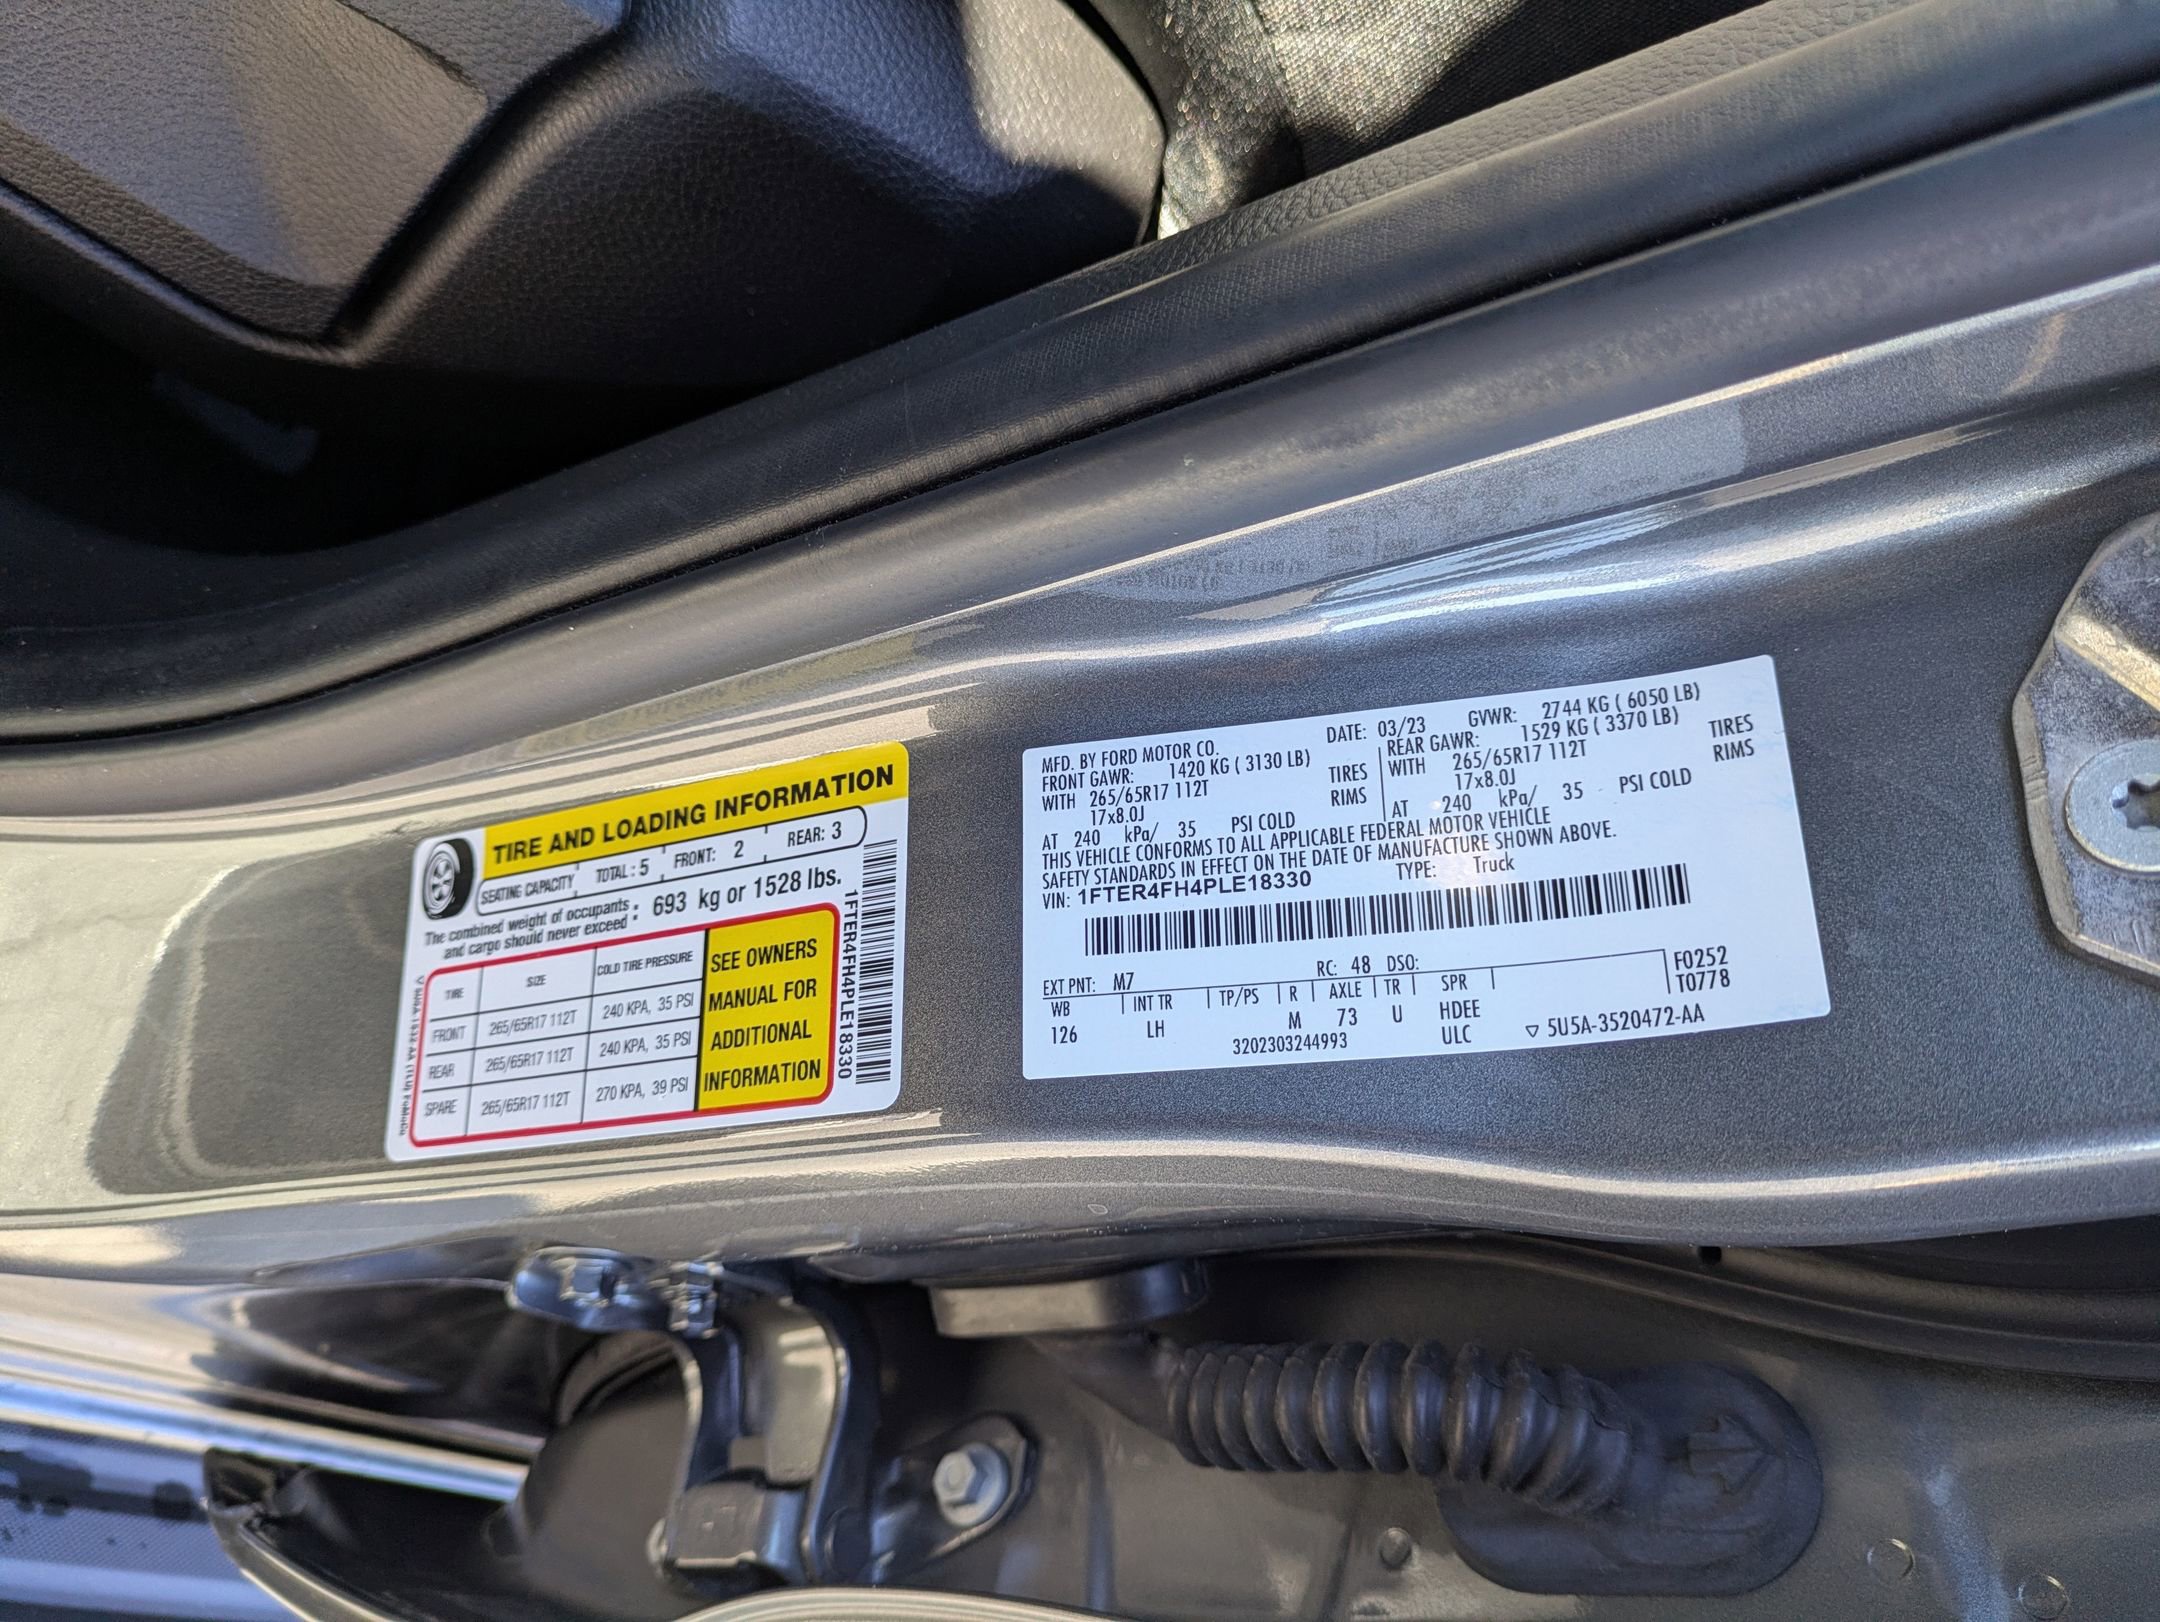 TIRE AND LOADING INFORMATION
SEATING CAPACITY TOTAL: 5 FRONT: 2 REAR: 3
The combined weight of occupants
and cargo should never exceed : 693 kg or 1528 lbs.
TIRE SIZE COLD TIRE PRESSURE
FRONT 265/65R17 112T 240 KPA, 35 PSI
REAR 265/65R17 112T 240 KPA, 35 PSI
SPARE 265/65R17 112T 270 KPA, 39 PSI
SEE OWNERS
MANUAL FOR
ADDITIONAL
INFORMATION
1FTER4FH4PLE18330
MFD. BY FORD MOTOR CO. DATE: 03/23 GVWR: 2744 KG ( 6050 LB)
FRONT GAWR: 1420 KG ( 3130 LB) REAR GAWR: 1529 KG ( 3370 LB)
WITH 265/65R17 112T TIRES WITH 265/65R17 112T TIRES
17x8.0J RIMS 17x8.0J RIMS
AT 240 kPa/ 35 PSI COLD AT 240 kPa/ 35 PSI COLD
THIS VEHICLE CONFORMS TO ALL APPLICABLE FEDERAL MOTOR VEHICLE
SAFETY STANDARDS IN EFFECT ON THE DATE OF MANUFACTURE SHOWN ABOVE.
VIN: 1FTER4FH4PLE18330 TYPE: Truck
EXT PNT: M7 RC: 48 DSO: F0252
WB INT TR TP/PS R AXLE TR SPR T0778
126 LH M 73 U HDEE
3202303244993 ULC ▽ 5U5A-3520472-AA